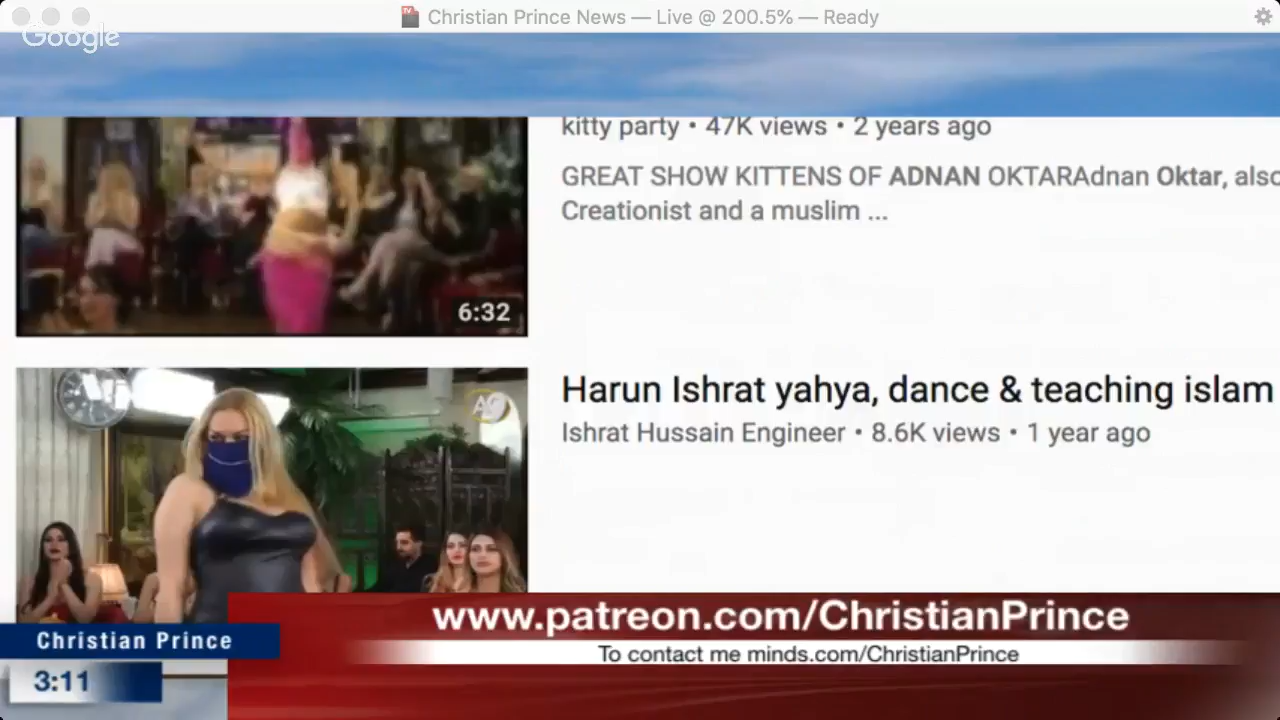 Christian Prince News — Live @ 200.5% — Ready
Google
kitty party • 47K views • 2 years ago
GREAT SHOW KITTENS OF ADNAN OKTARAdnan Oktar, also
Creationist and a muslim ...
6:32
A9
Harun Ishrat yahya, dance & teaching islam
Ishrat Hussain Engineer • 8.6K views • 1 year ago
www.patreon.com/ChristianPrince
Christian Prince
To contact me minds.com/ChristianPrince
3:11